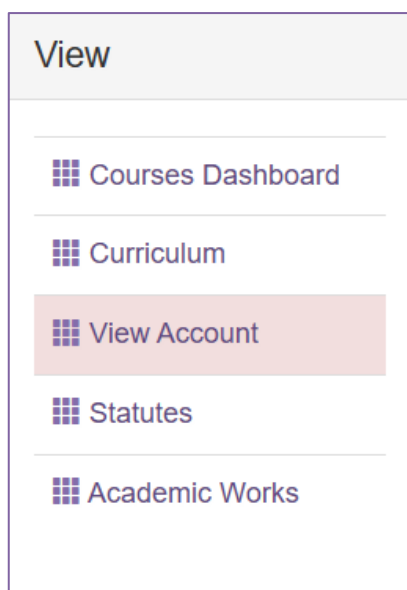 View
Courses Dashboard
Curriculum
View Account
Statutes
Academic Works